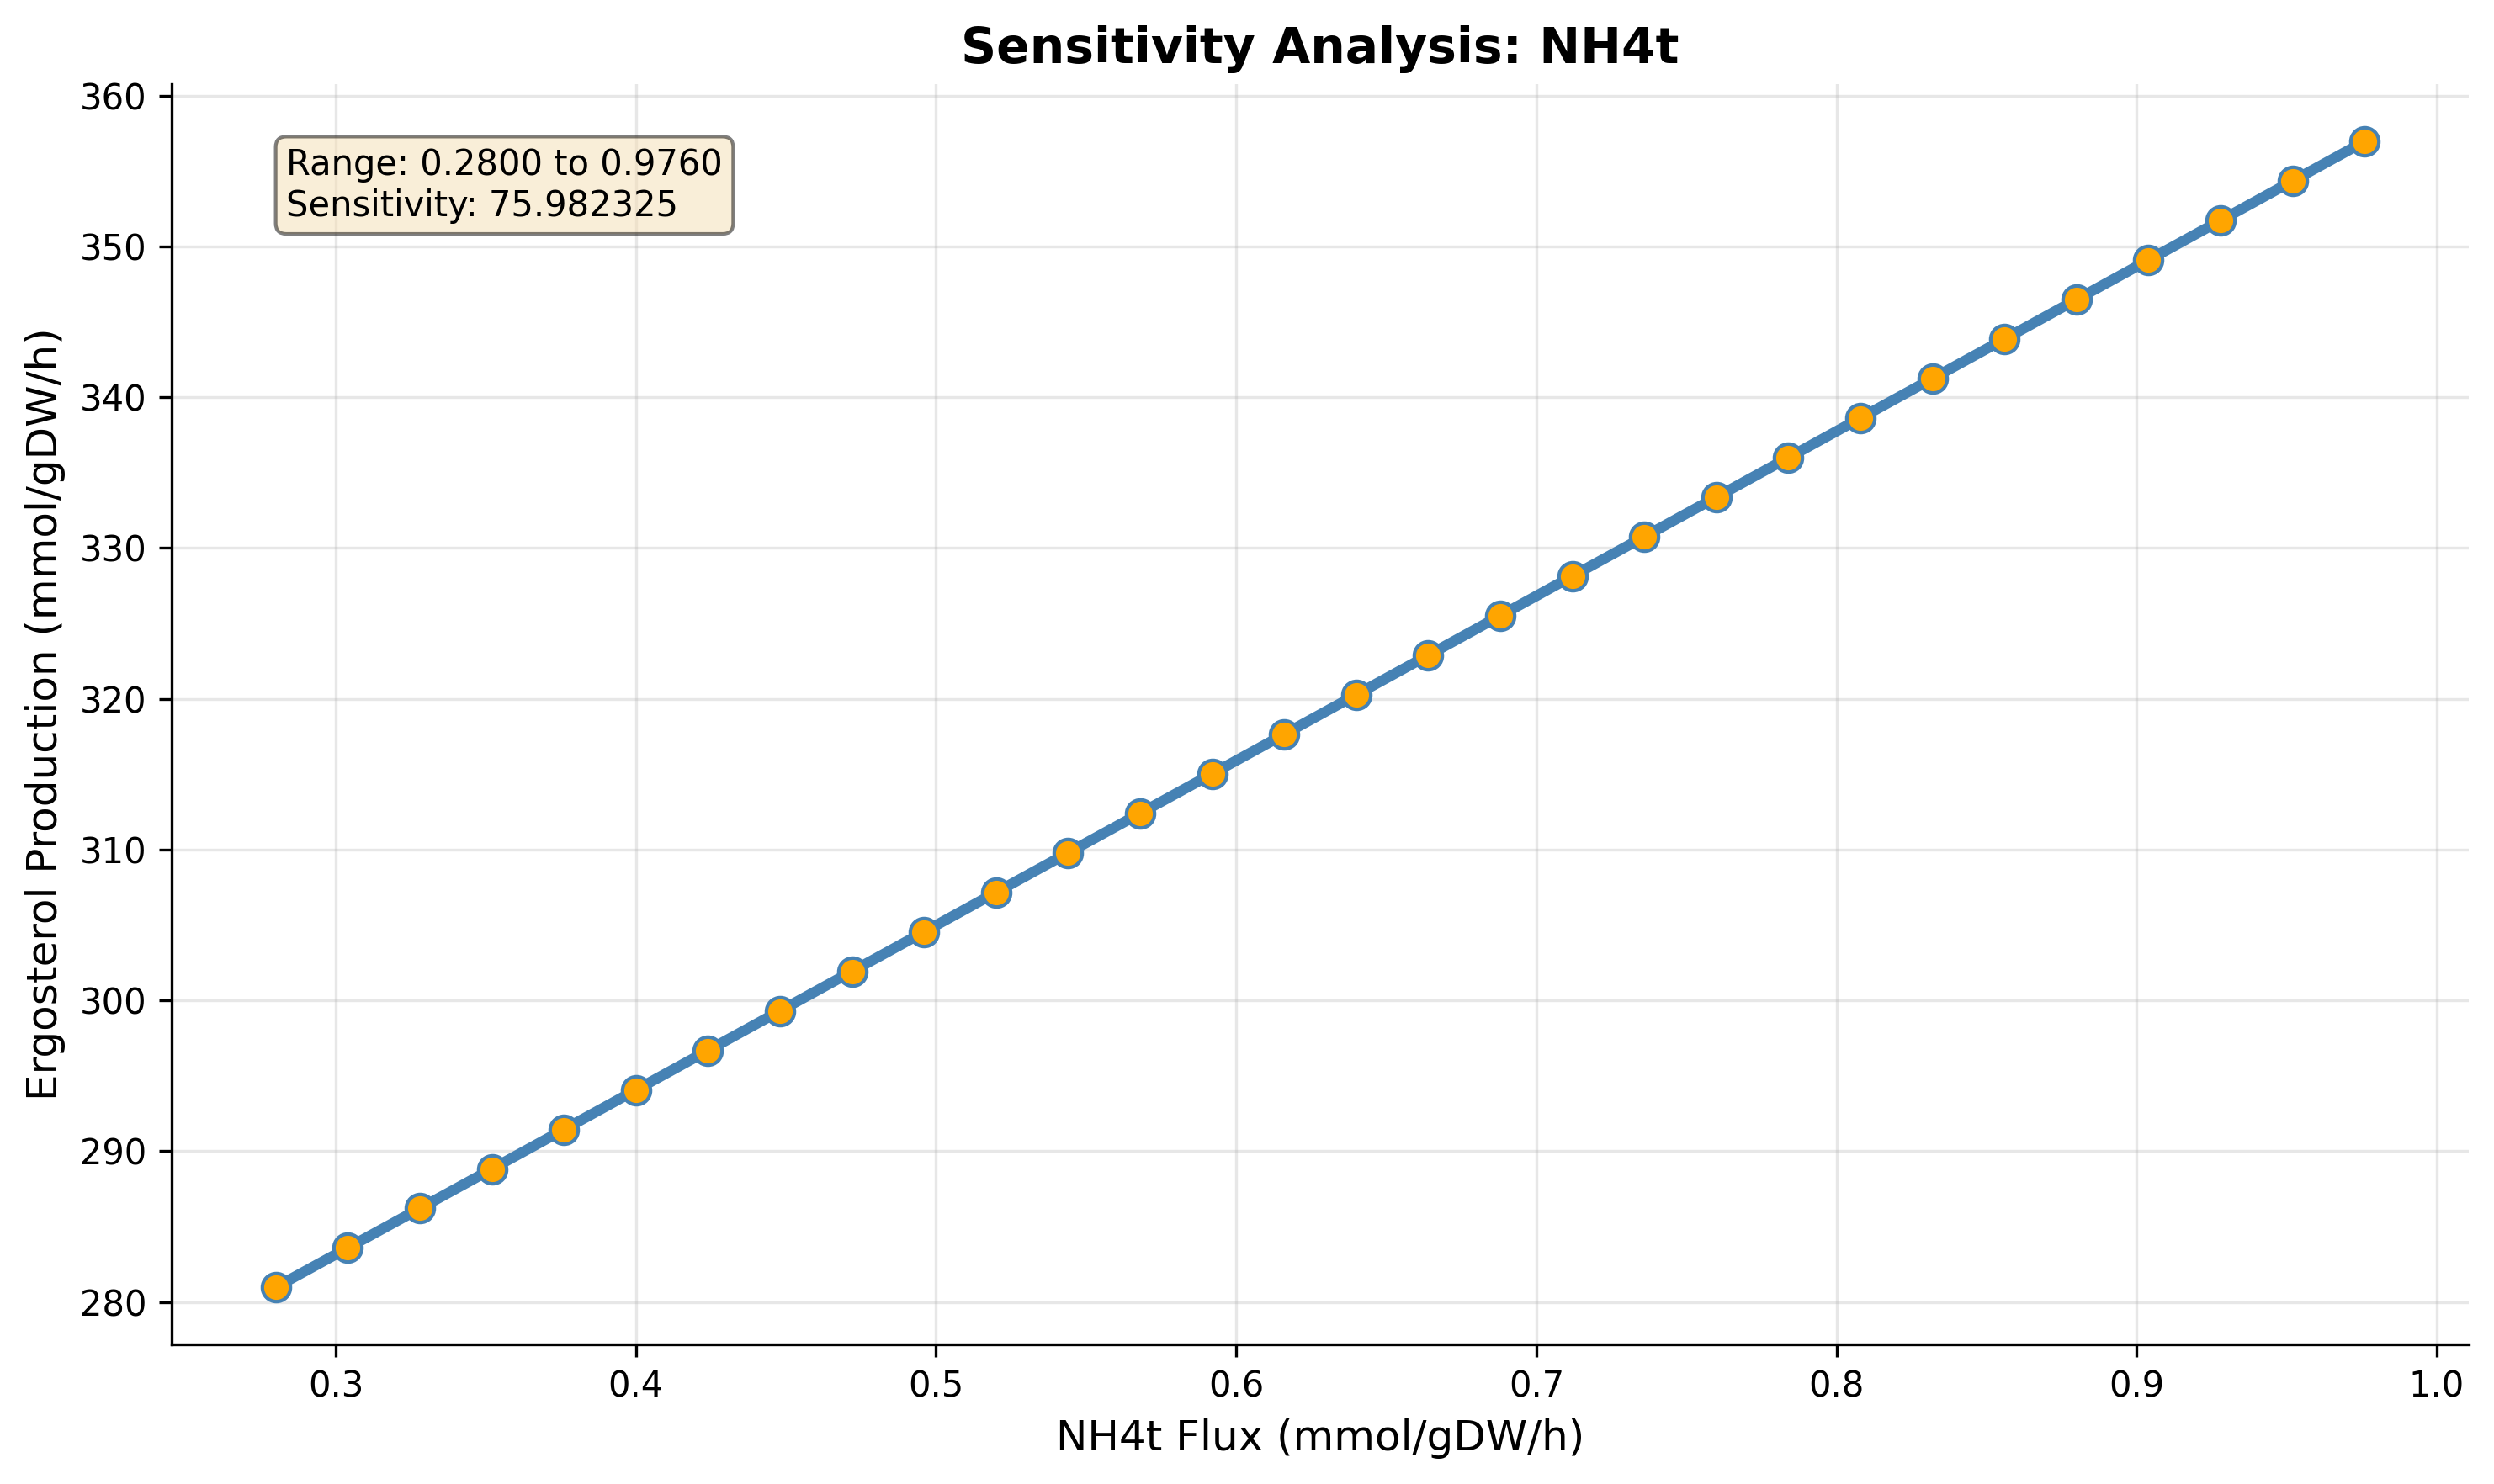 Sensitivity Analysis: NH4t
Range: 0.2800 to 0.9760
Sensitivity: 75.982325
Ergosterol Production (mmol/gDW/h)
360
350
340
330
320
310
300
290
280
0.3 0.4 0.5 0.6 0.7 0.8 0.9 1.0
NH4t Flux (mmol/gDW/h)